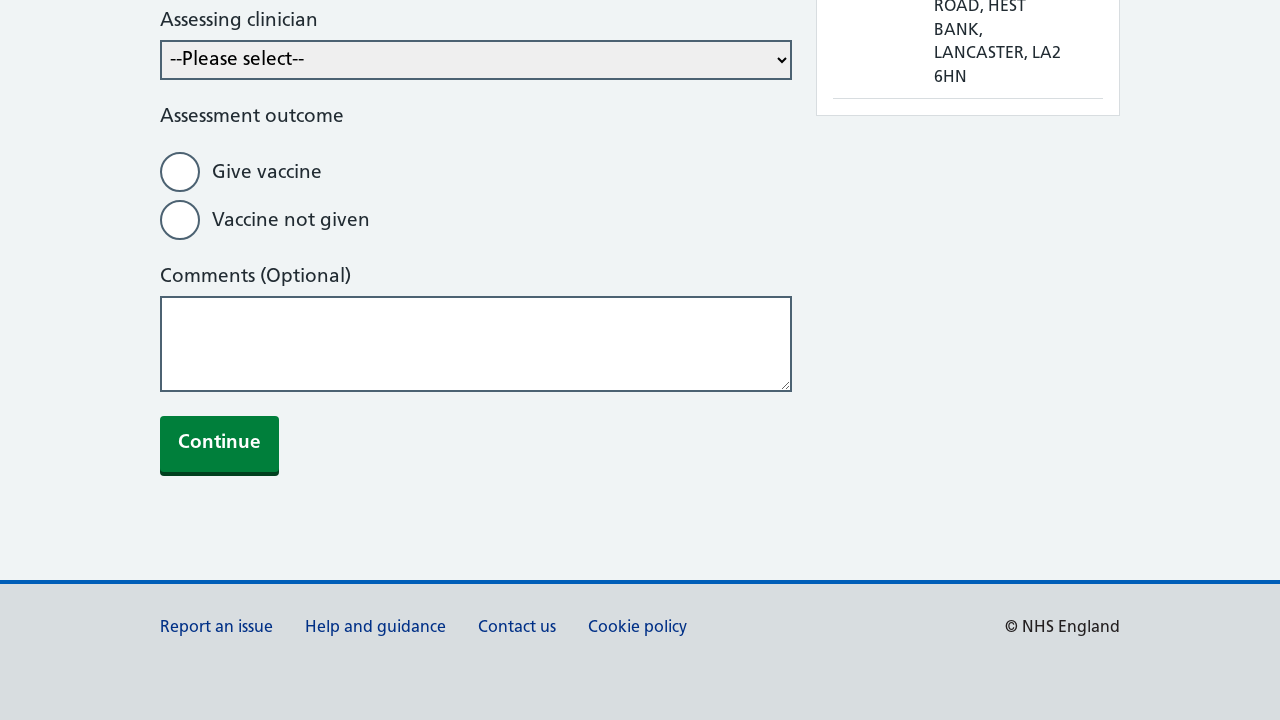 Assessing clinician
--Please select--
Assessment outcome
Give vaccine
Vaccine not given
Comments (Optional)
Continue
ROAD, HEST
BANK,
LANCASTER, LA2
6HN
Report an issue
Help and guidance
Contact us
Cookie policy
© NHS England